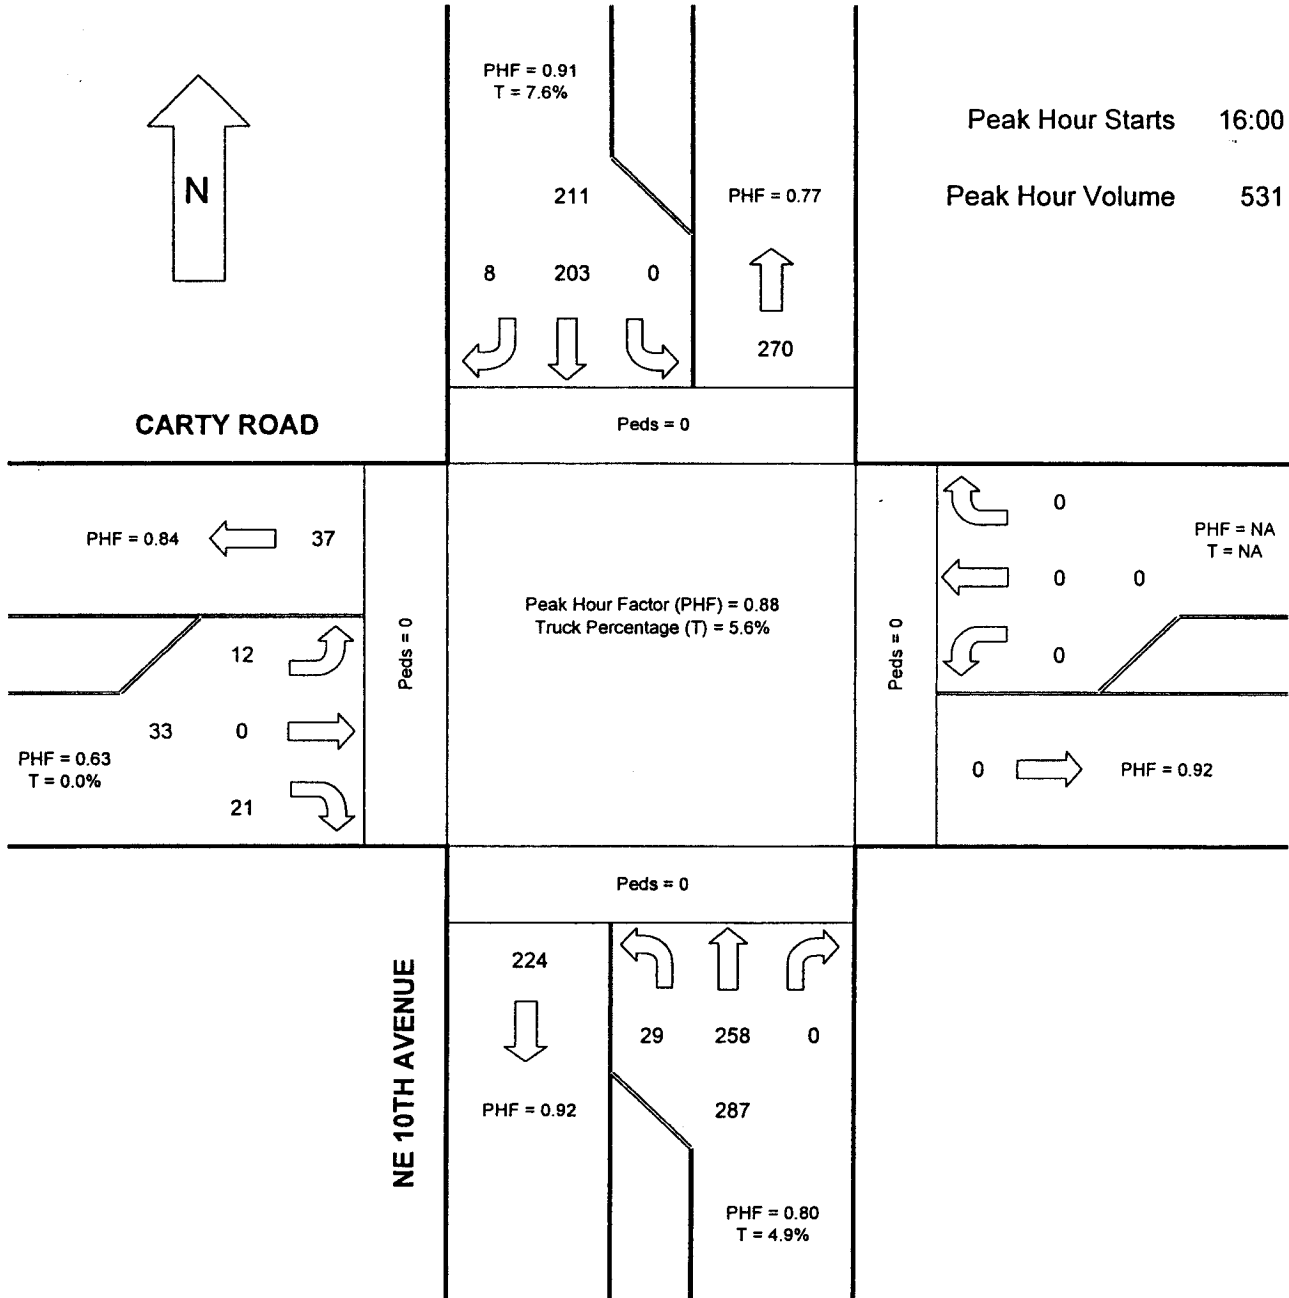 PHF = 0.91
T = 7.6%
Peak Hour Starts 16:00
N
211
PHF = 0.77
Peak Hour Volume 531
8 203 0
270
CARTY ROAD
Peds = 0
PHF = 0.84 37
0
PHF = NA
T = NA
0 0
0
Peak Hour Factor (PHF) = 0.88
Truck Percentage (T) = 5.6%
Peds = 0
Peds = 0
12
33 0
PHF = 0.63
T = 0.0%
21
0 PHF = 0.92
Peds = 0
NE 10TH AVENUE
224
29 258 0
PHF = 0.92
287
PHF = 0.80
T = 4.9%